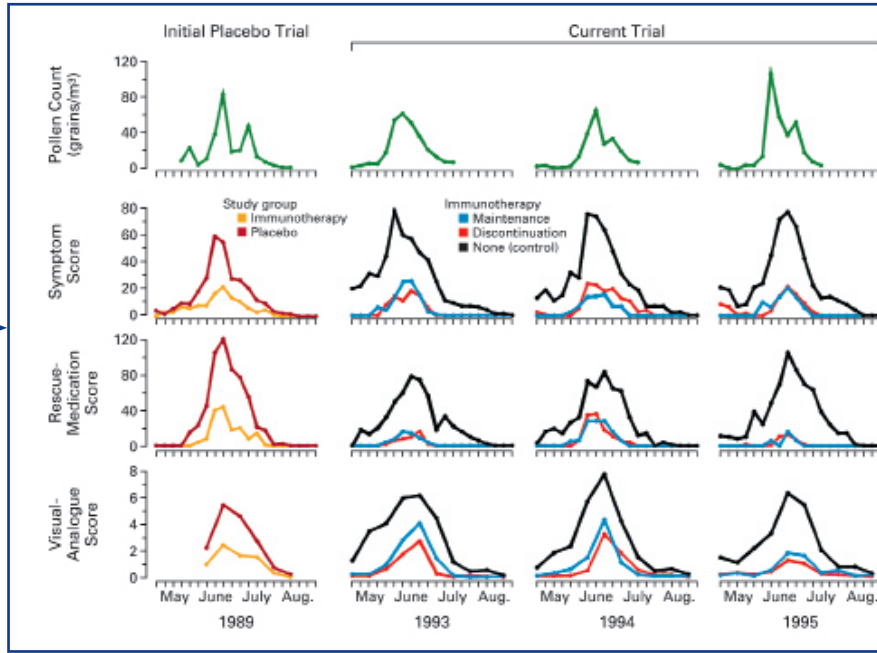 Initial Placebo Trial
Current Trial
Pollen Count
(grains/m³)
120
80
40
0
Symptom
Score
80
60
40
20
0
Study group
Immunotherapy
Placebo
Immunotherapy
Maintenance
Discontinuation
None (control)
Rescue-
Medication
Score
120
80
40
0
Visual-
Analogue
Score
8
6
4
2
0
May June July Aug.
May June July Aug.
May June July Aug.
May June July Aug.
1989
1993
1994
1995